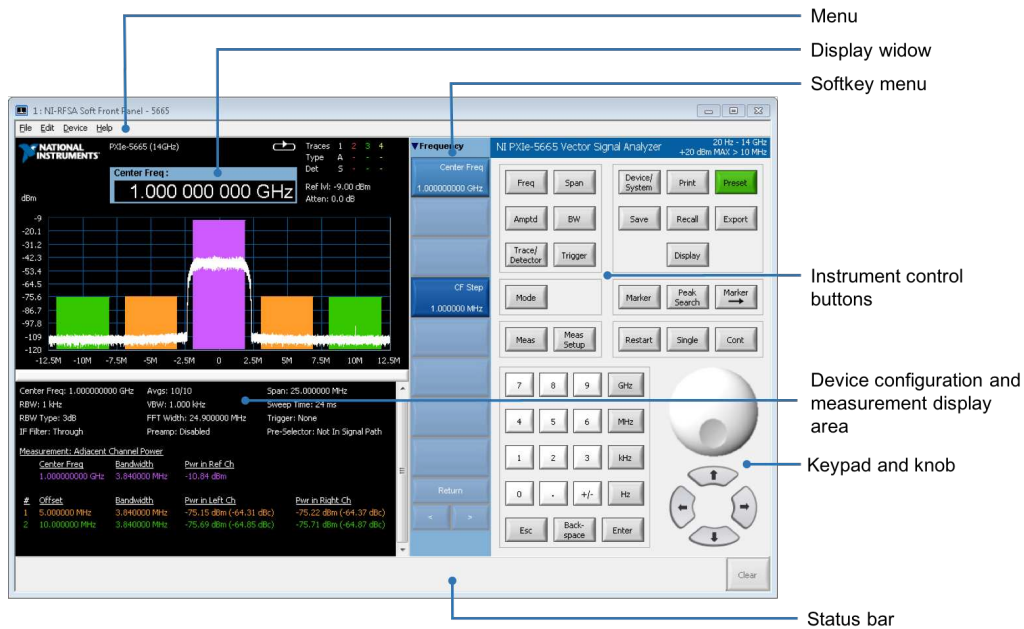 Menu
Display widow
Softkey menu
1: NI-RFSA Soft Front Panel - 5665
File Edit Device Help
NATIONAL INSTRUMENTS
PXIe-5665 (14GHz)
Traces 1 2 3 4
Type A - - -
Det S - - -
Center Freq :
1.000 000 000 GHz
Ref lvl: -9.00 dBm
Atten: 0.0 dB
dBm
-9
-20.1
-31.2
-42.3
-53.4
-64.5
-75.6
-86.7
-97.8
-109
-120
-12.5M -10M -7.5M -5M -2.5M 0 2.5M 5M 7.5M 10M 12.5M
Center Freq: 1.000000000 GHz Avgs: 10/10 Span: 25.000000 MHz
RBW: 1 kHz VBW: 1.000 kHz Sweep Time: 24 ms
RBW Type: 3dB FFT Width: 24.900000 MHz Trigger: None
IF Filter: Through Preamp: Disabled Pre-Selector: Not In Signal Path
Measurement: Adjacent Channel Power
Center Freq Bandwidth Pwr in Ref Ch
1.000000000 GHz 3.840000 MHz -10.84 dBm
# Offset Bandwidth Pwr in Left Ch Pwr in Right Ch
1 5.000000 MHz 3.840000 MHz -75.15 dBm (-64.31 dBc) -75.22 dBm (-64.37 dBc)
2 10.000000 MHz 3.840000 MHz -75.69 dBm (-64.85 dBc) -75.71 dBm (-64.87 dBc)
Frequency
Center Freq
1.000000000 GHz
CF Step
1.000000 MHz
Return
< >
NI PXIe-5665 Vector Signal Analyzer
20 Hz - 14 GHz
+20 dBm MAX > 10 MHz
Freq Span Device/ System Print Preset
Amptd BW Save Recall Export
Trace/ Detector Trigger Display
Mode Marker Peak Search Marker →
Meas Meas Setup Restart Single Cont
7 8 9 GHz
4 5 6 MHz
1 2 3 kHz
0 . +/- Hz
Esc Back- space Enter
Clear
Instrument control
buttons
Device configuration and
measurement display
area
Keypad and knob
Status bar